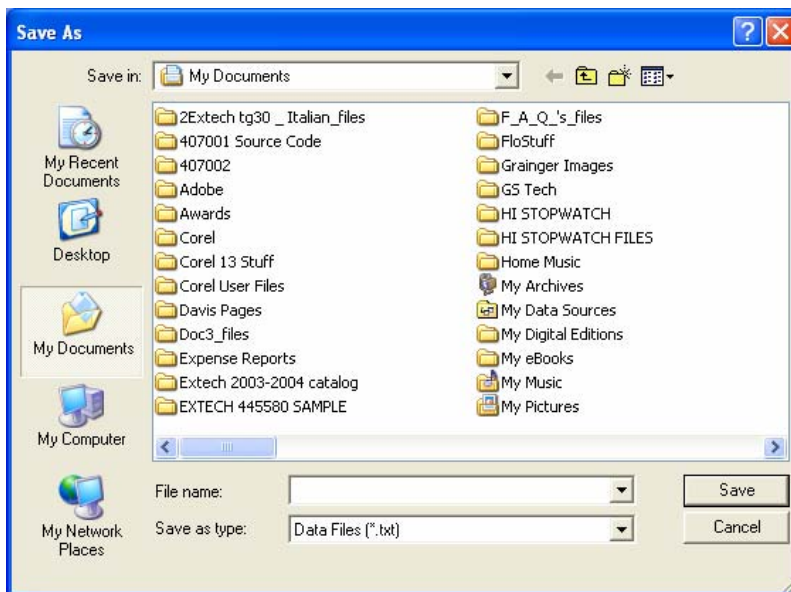 Save As
Save in: My Documents
My Recent Documents
Desktop
My Documents
My Computer
My Network Places
2Extech tg30 _ Italian_files
407001 Source Code
407002
Adobe
Awards
Corel
Corel 13 Stuff
Corel User Files
Davis Pages
Doc3_files
Expense Reports
Extech 2003-2004 catalog
EXTECH 445580 SAMPLE
F_A_Q_'s_files
FloStuff
Grainger Images
GS Tech
HI STOPWATCH
HI STOPWATCH FILES
Home Music
My Archives
My Data Sources
My Digital Editions
My eBooks
My Music
My Pictures
File name:
Save
Save as type: Data Files (*.txt)
Cancel